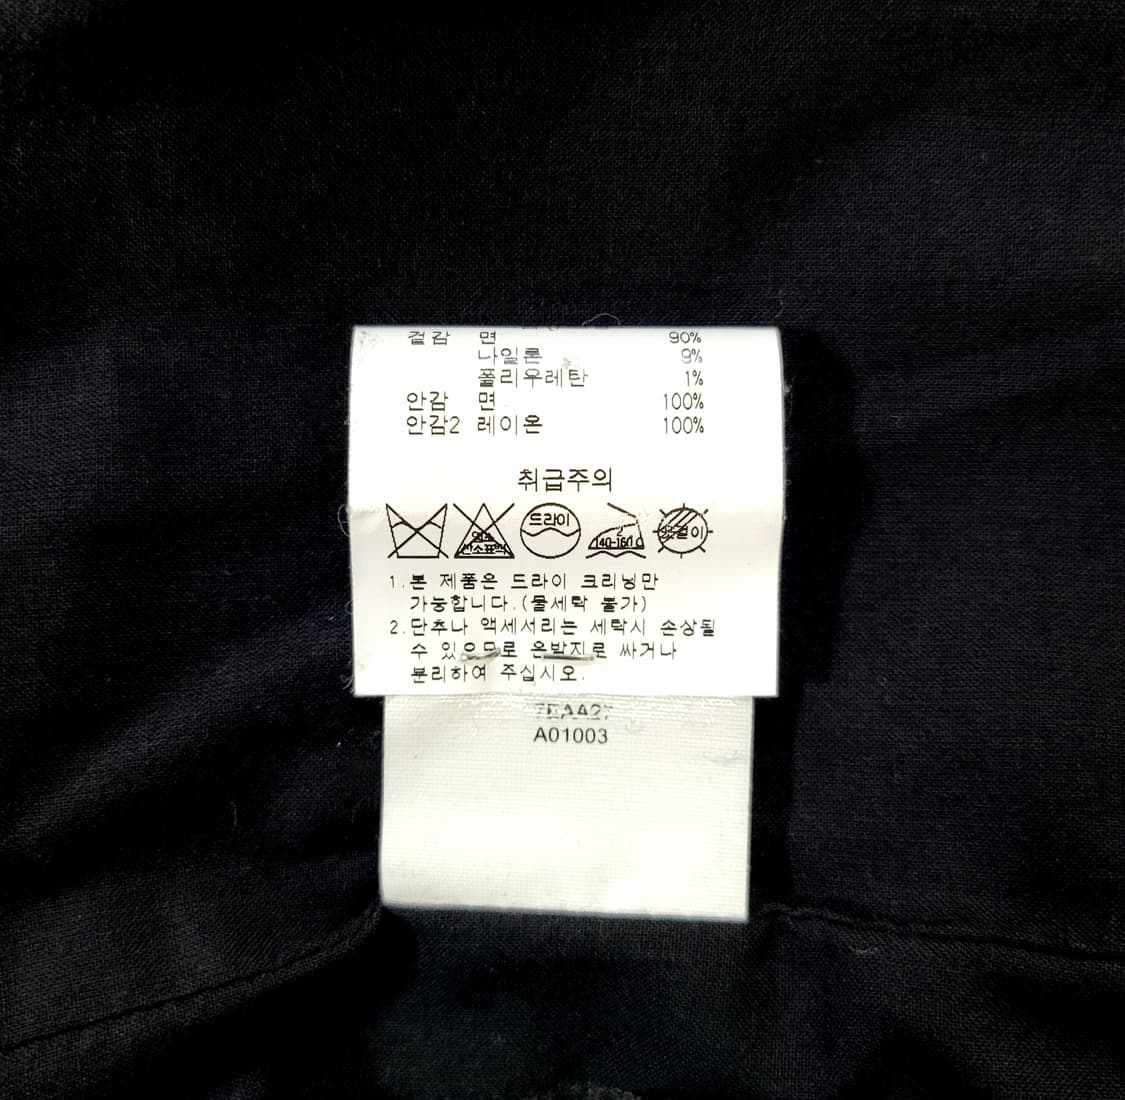 겉감 면 90%
나일론 9%
폴리우레탄 1%
안감 면 100%
안감2 레이온 100%
취급주의
드라이
140-160℃
옷걸이
1.본 제품은 드라이 크리닝만
가능합니다.(물세탁 불가)
2.단추나 액세서리는 세탁시 손상될
수 있으므로 은박지로 싸거나
분리하여 주십시오.
A01003